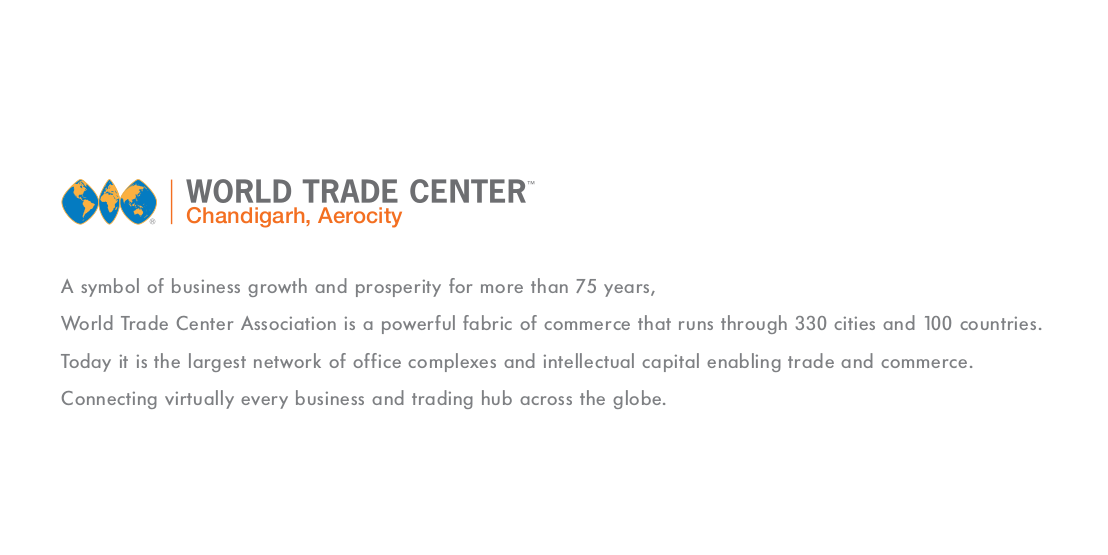 WORLD TRADE CENTER™
Chandigarh, Aerocity
®
A symbol of business growth and prosperity for more than 75 years,
World Trade Center Association is a powerful fabric of commerce that runs through 330 cities and 100 countries.
Today it is the largest network of office complexes and intellectual capital enabling trade and commerce.
Connecting virtually every business and trading hub across the globe.